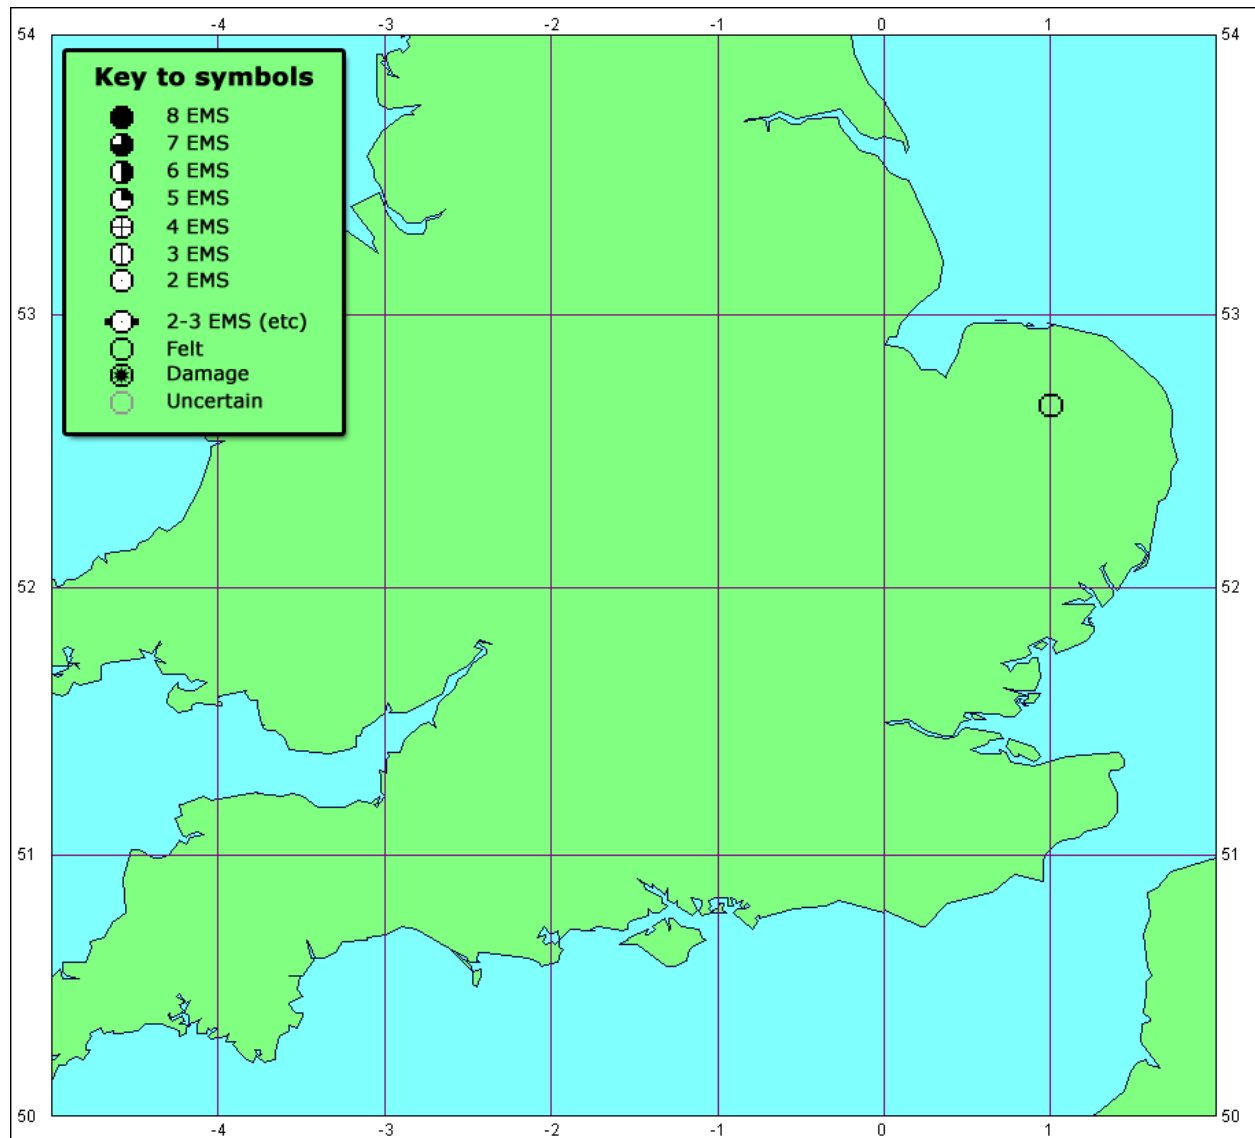 -4 -3 -2 -1 0 1
54 54
Key to symbols
8 EMS
7 EMS
6 EMS
5 EMS
4 EMS
3 EMS
2 EMS
2-3 EMS (etc)
Felt
Damage
Uncertain
53 53
52 52
51 51
50 50
-4 -3 -2 -1 0 1